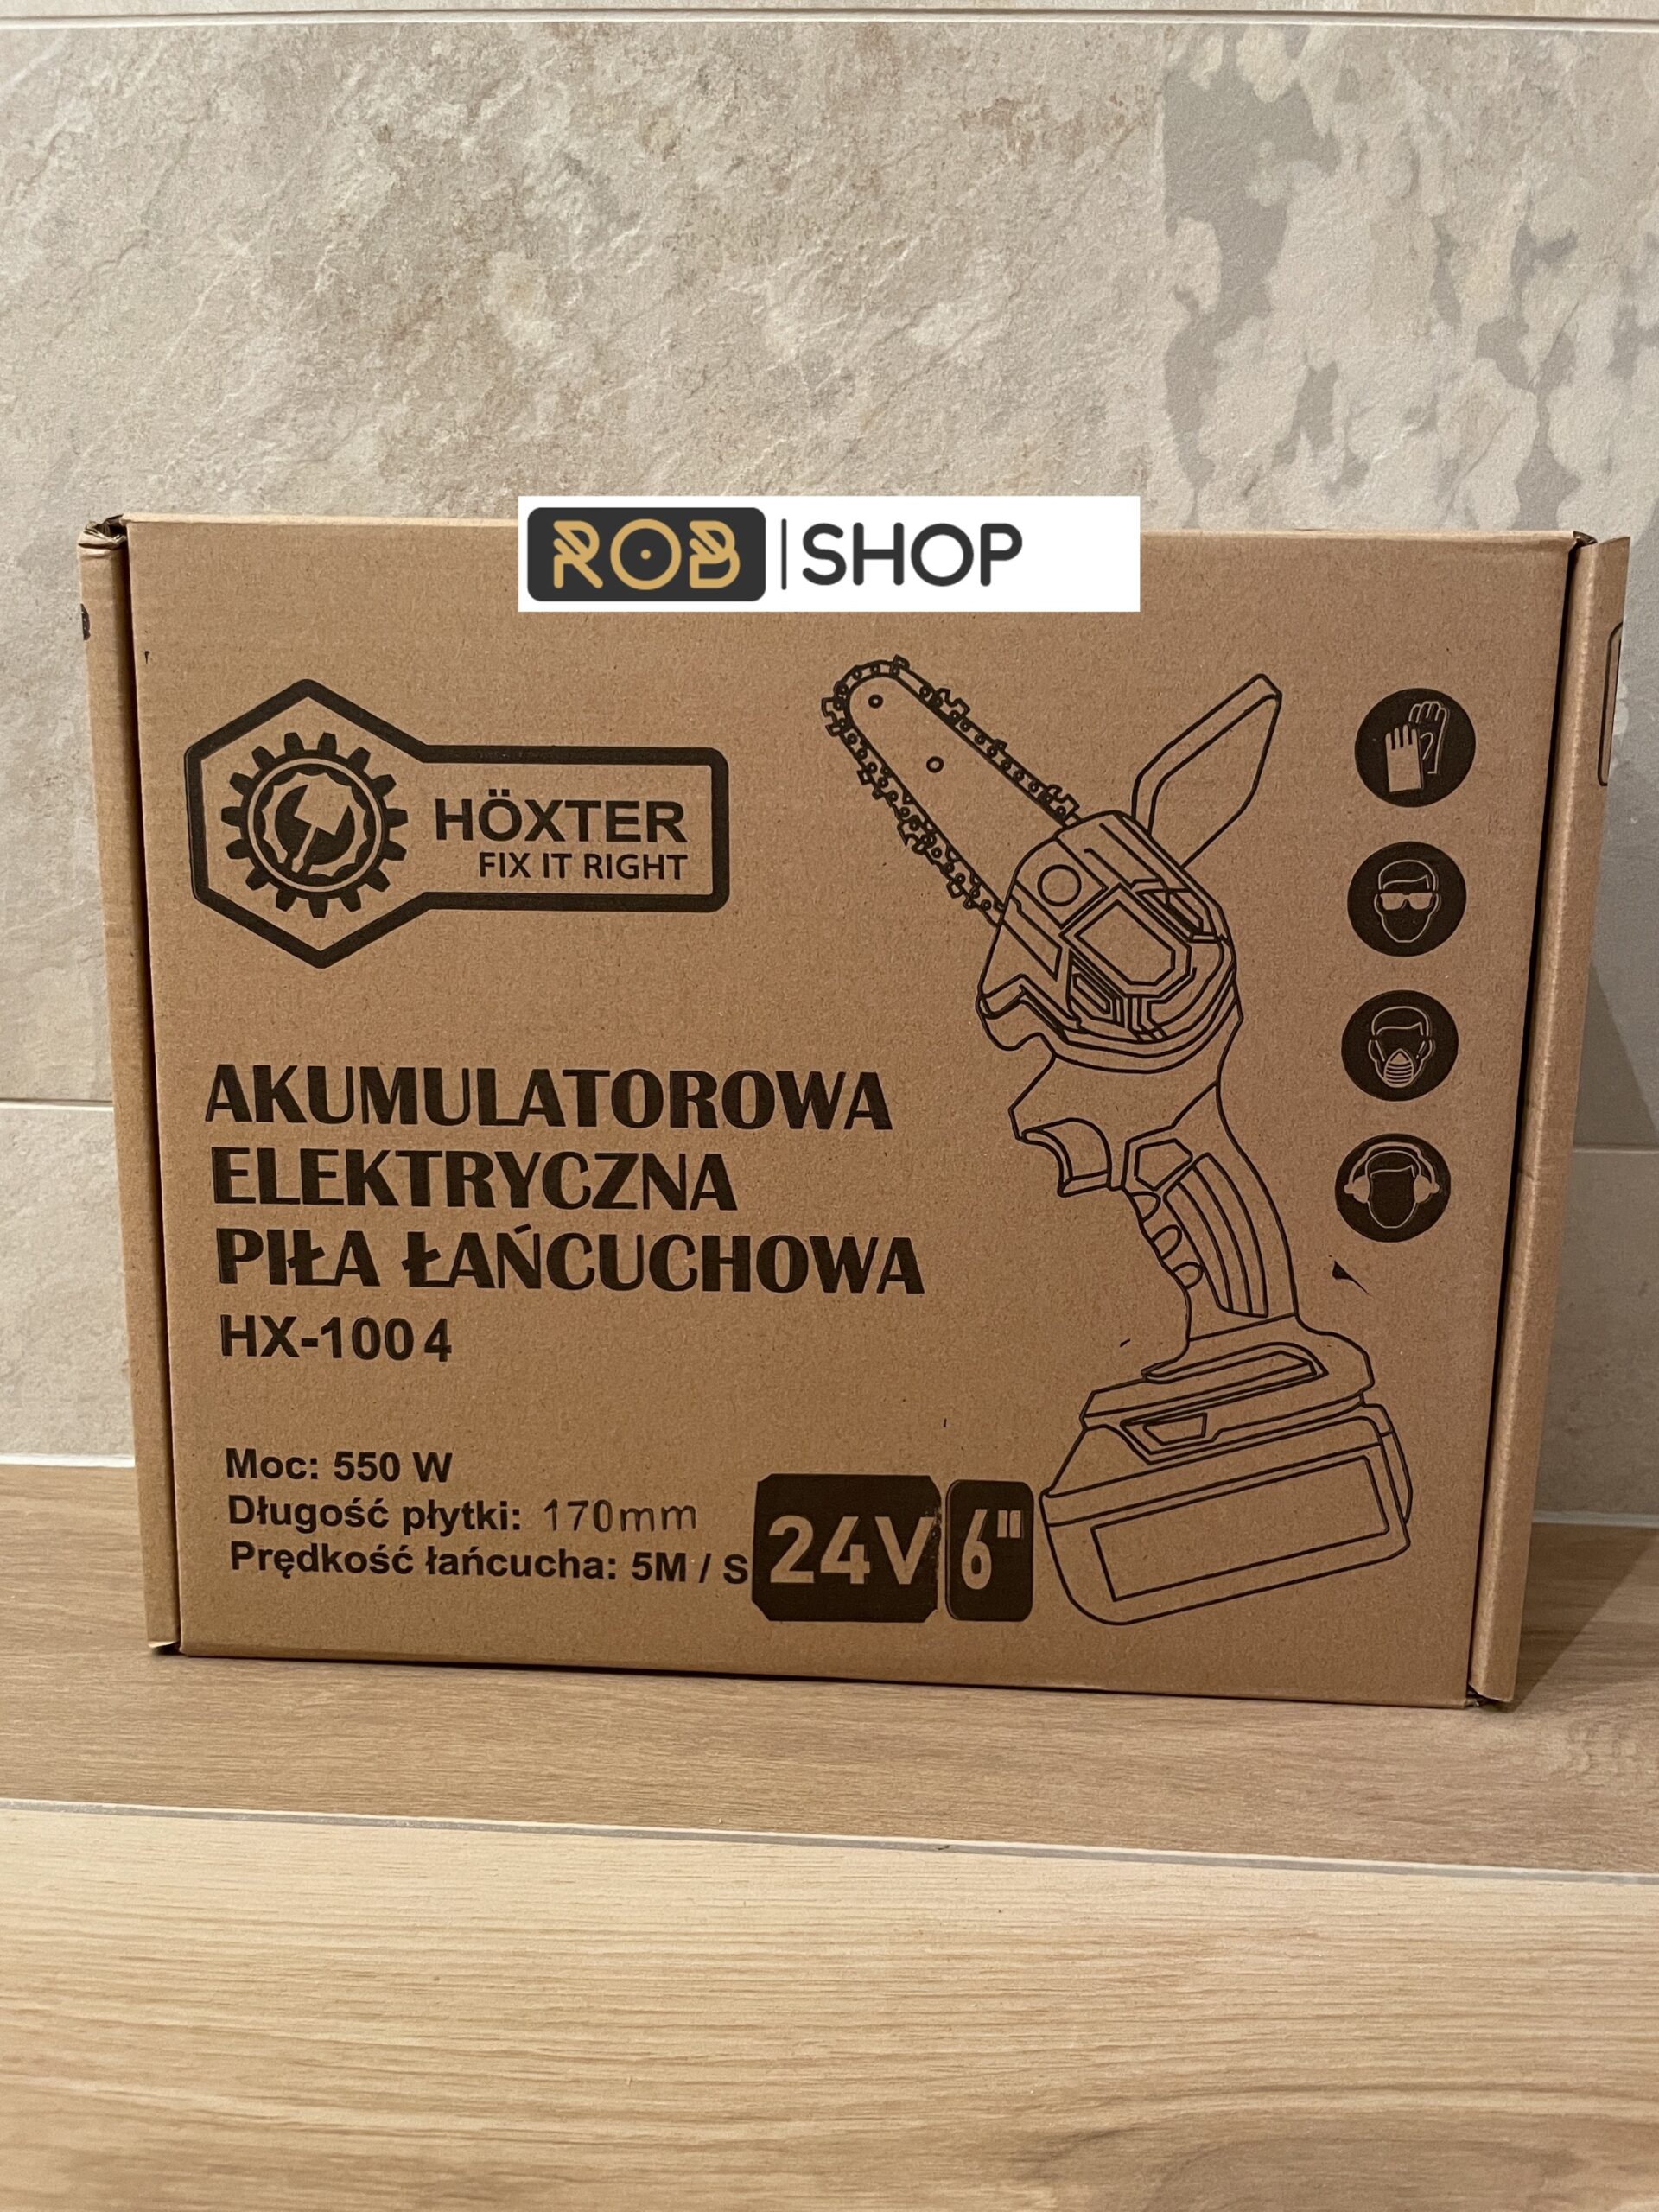 ROB | SHOP
HÖXTER
FIX IT RIGHT
AKUMULATOROWA
ELEKTRYCZNA
PIŁA ŁAŃCUCHOWA
HX-1004
Moc: 550 W
Długość płytki: 170mm
Prędkość łańcucha: 5M / S
24V 6"